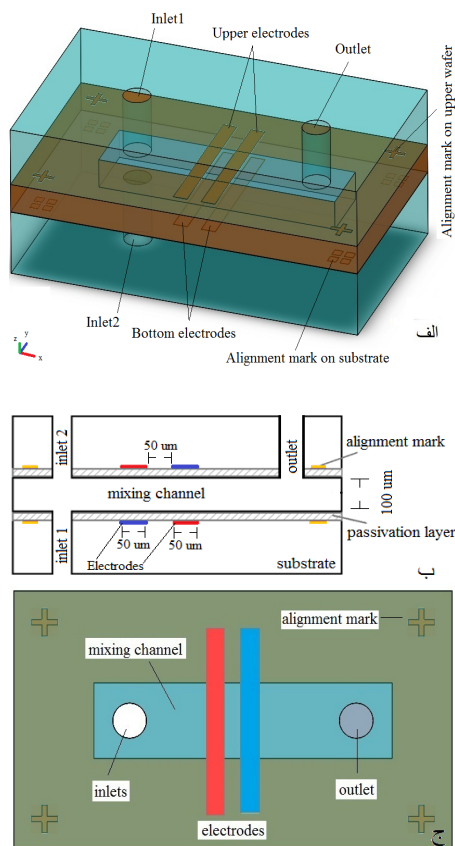 Inlet1
Upper electrodes
Outlet
Alignment mark on upper wafer
Inlet2
Bottom electrodes
Alignment mark on substrate
z
y
x
الف
inlet 2
50 um
outlet
alignment mark
mixing channel
100 um
passivation layer
inlet 1
50 um
50 um
Electrodes
substrate
ب
alignment mark
mixing channel
inlets
outlet
electrodes
ج